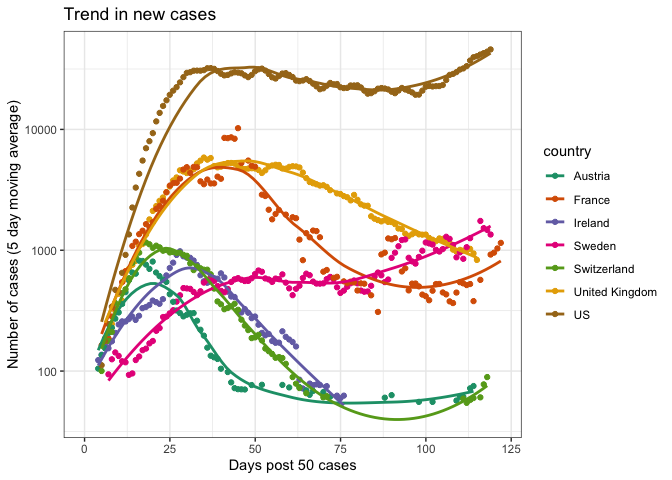 Trend in new cases
Number of cases (5 day moving average)
10000
1000
100
0 25 50 75 100 125
Days post 50 cases
country
Austria
France
Ireland
Sweden
Switzerland
United Kingdom
US